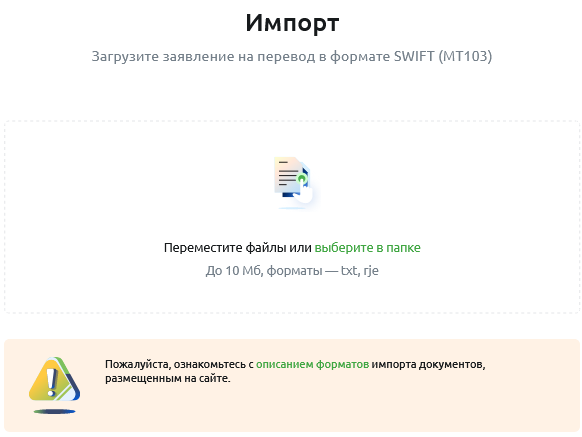 Импорт
Загрузите заявление на перевод в формате SWIFT (MT103)
Переместите файлы или выберите в папке
До 10 Мб, форматы — txt, rje
Пожалуйста, ознакомьтесь с описанием форматов импорта документов,
размещенным на сайте.